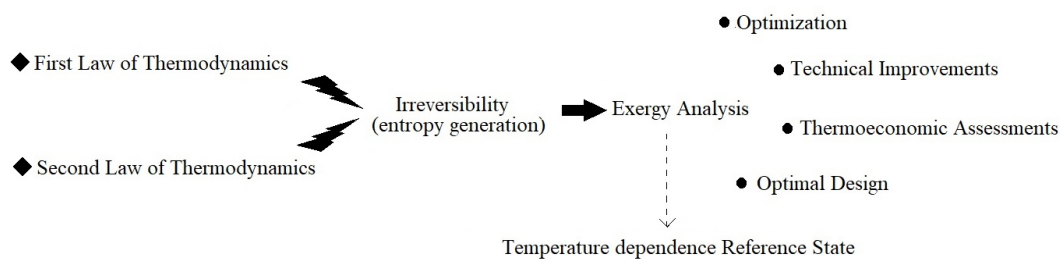 Optimization
First Law of Thermodynamics
Technical Improvements
Irreversibility
(entropy generation)
Exergy Analysis
Thermoeconomic Assessments
Second Law of Thermodynamics
Optimal Design
Temperature dependence Reference State